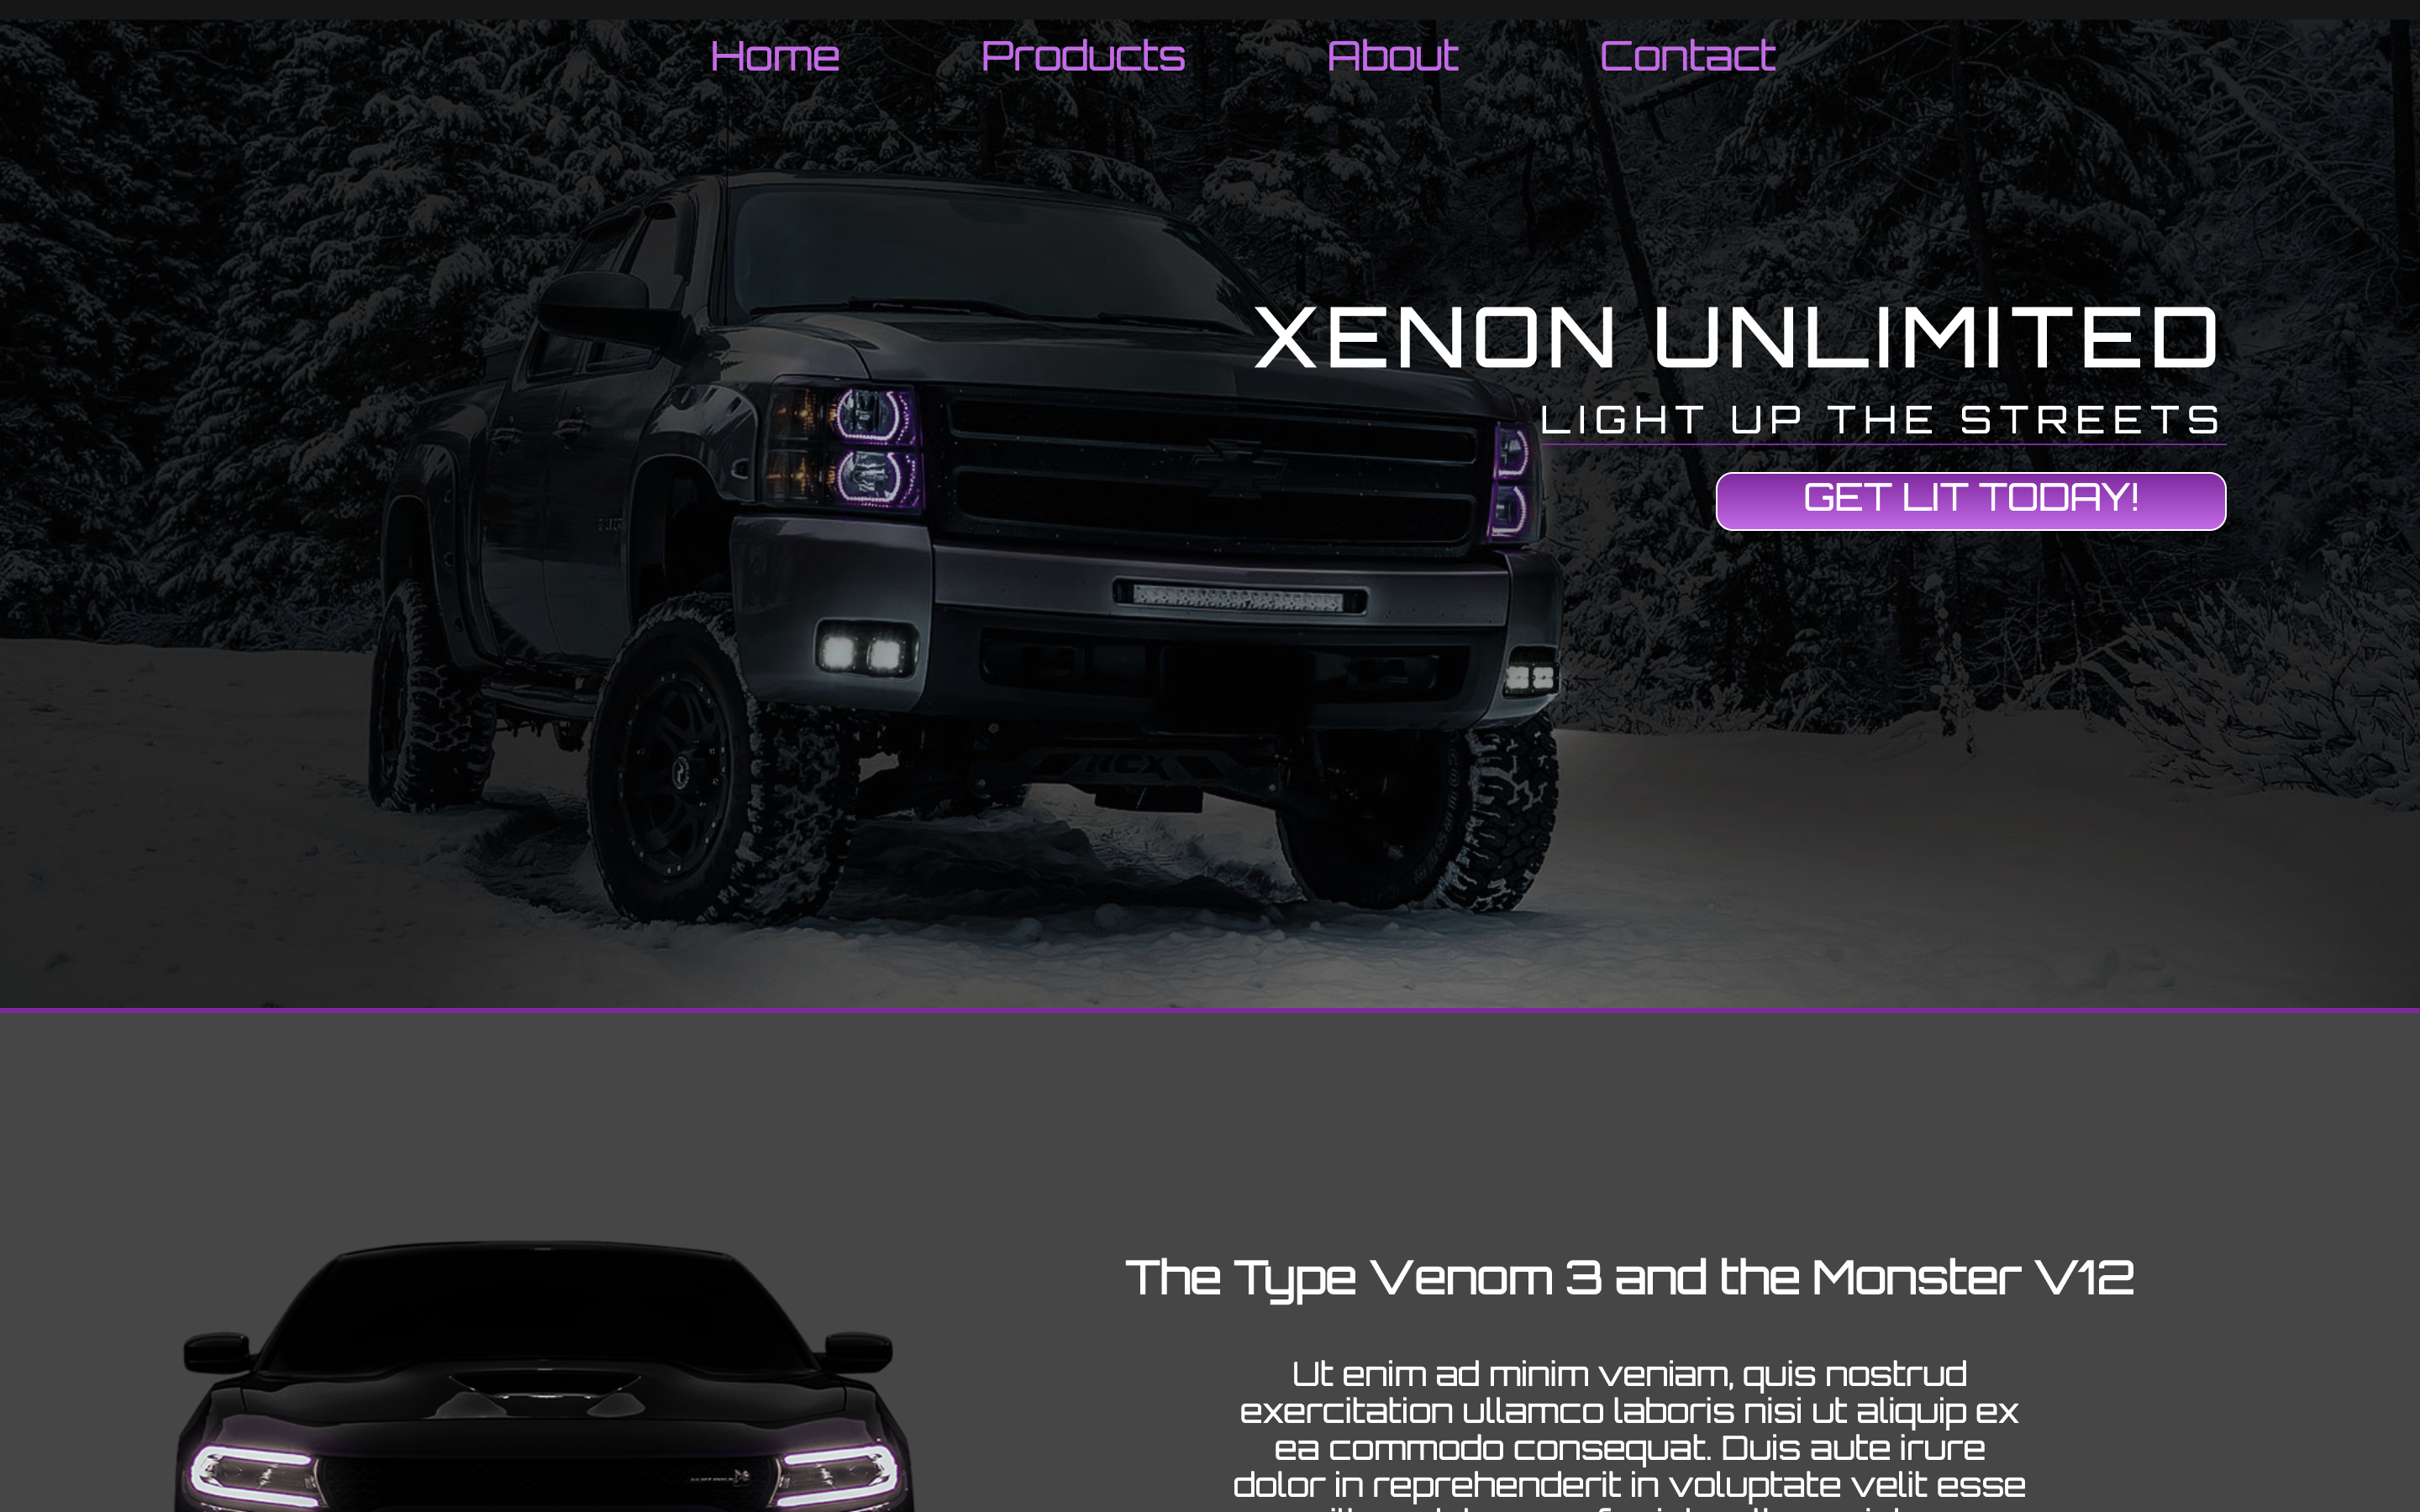 Home Products About Contact
XENON UNLIMITED
LIGHT UP THE STREETS
GET LIT TODAY!
RCX
The Type Venom 3 and the Monster V12
Ut enim ad minim veniam, quis nostrud
exercitation ullamco laboris nisi ut aliquip ex
ea commodo consequat. Duis aute irure
dolor in reprehenderit in voluptate velit esse